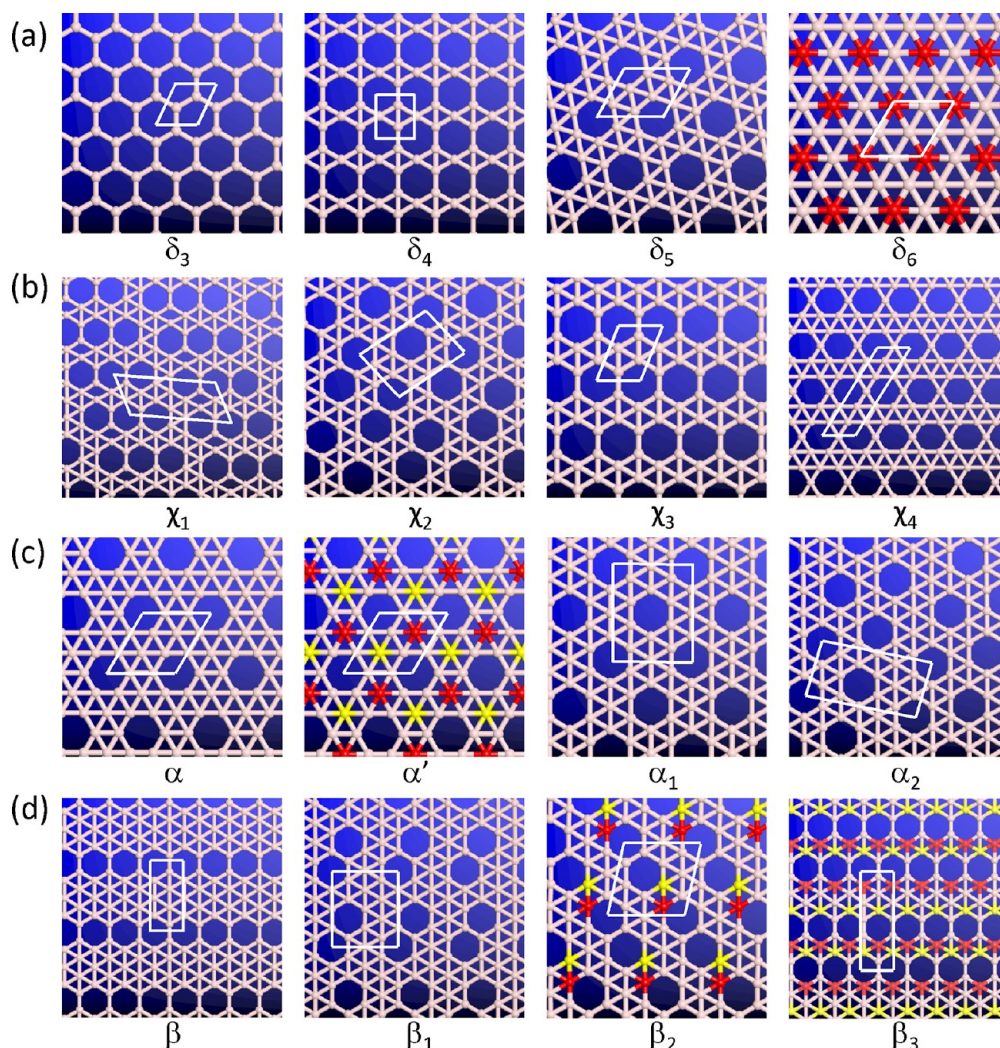 (a)
δ₃ δ₄ δ₅ δ₆
(b)
χ₁ χ₂ χ₃ χ₄
(c)
α α’ α₁ α₂
(d)
β β₁ β₂ β₃